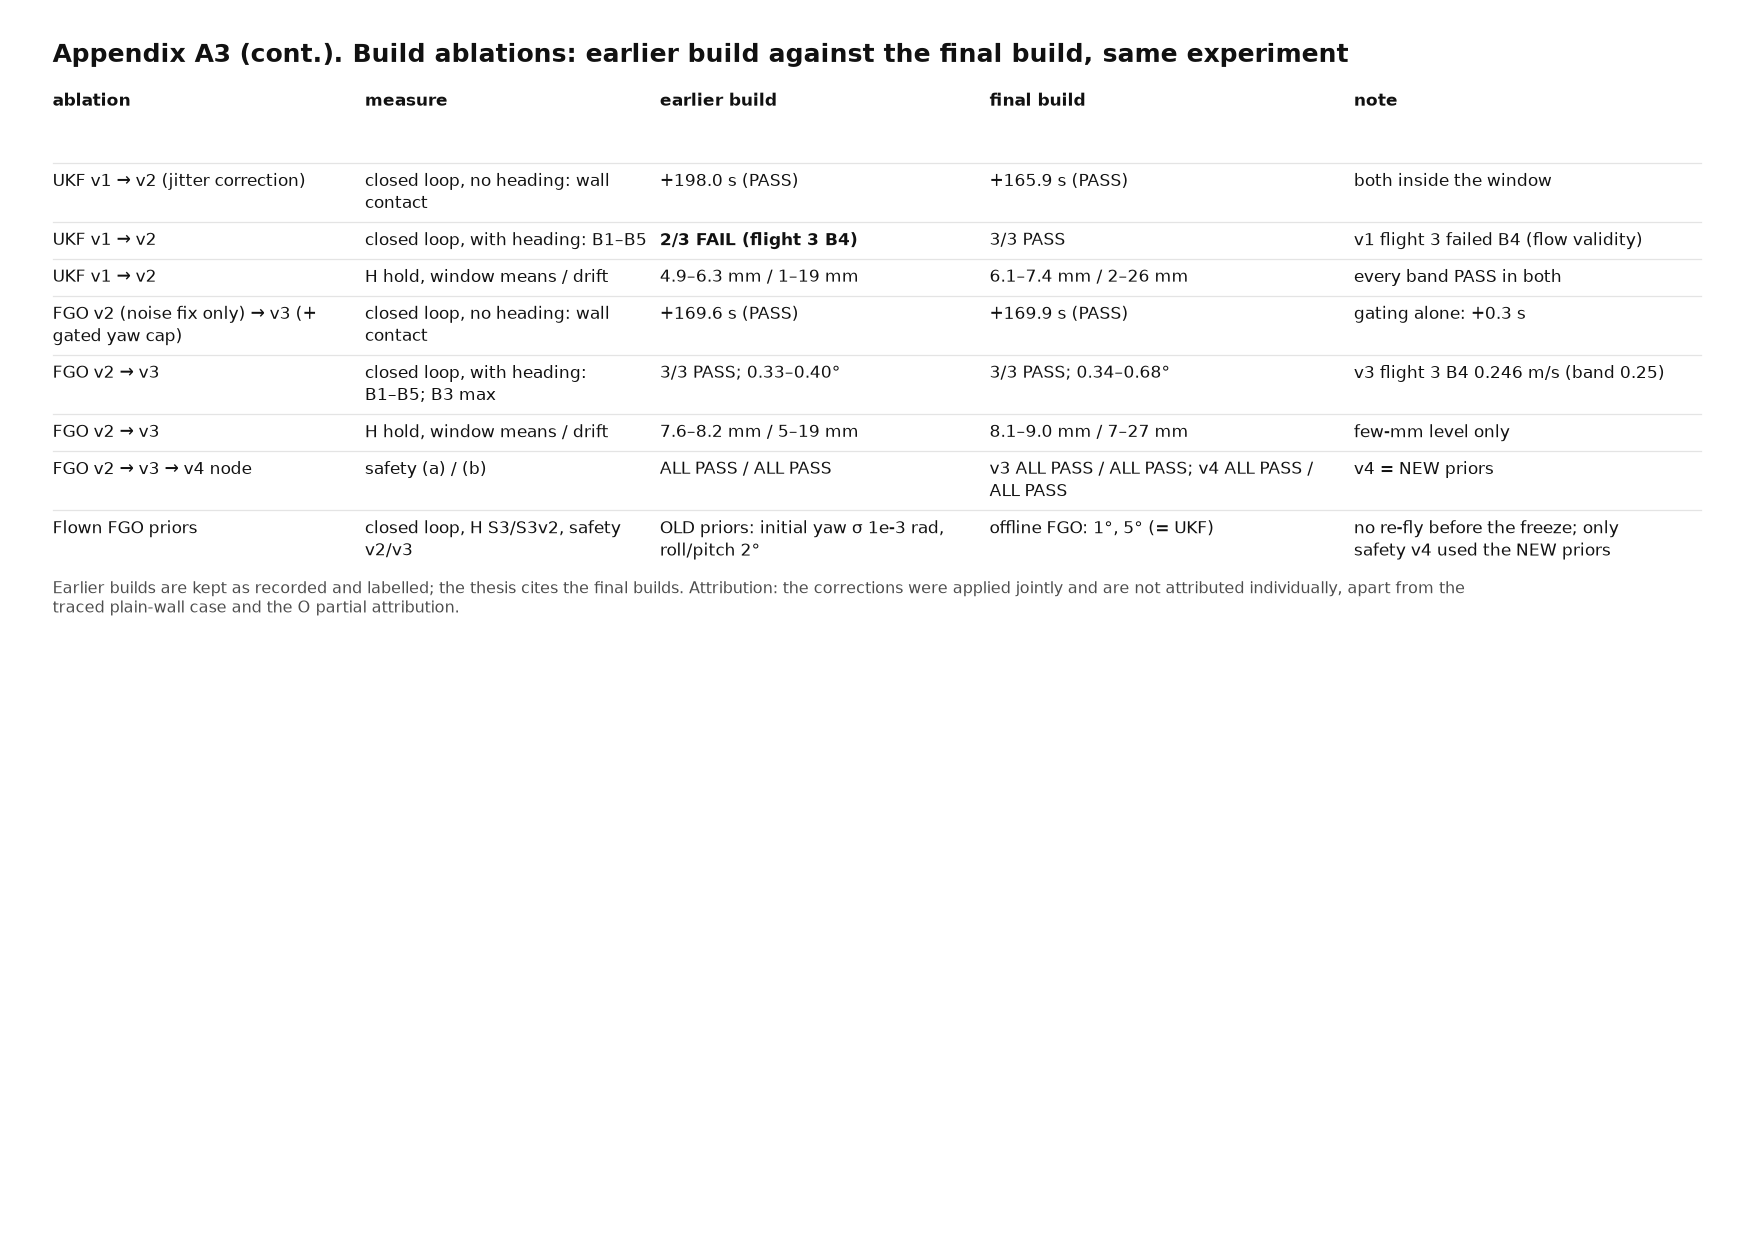 Appendix A3 (cont.). Build ablations: earlier build against the final build, same experiment
ablation measure earlier build final build note
UKF v1 → v2 (jitter correction) closed loop, no heading: wall +198.0 s (PASS) +165.9 s (PASS) both inside the window
contact
UKF v1 → v2 closed loop, with heading: B1–B5 2/3 FAIL (flight 3 B4) 3/3 PASS v1 flight 3 failed B4 (flow validity)
UKF v1 → v2 H hold, window means / drift 4.9–6.3 mm / 1–19 mm 6.1–7.4 mm / 2–26 mm every band PASS in both
FGO v2 (noise fix only) → v3 (+ closed loop, no heading: wall +169.6 s (PASS) +169.9 s (PASS) gating alone: +0.3 s
gated yaw cap) contact
FGO v2 → v3 closed loop, with heading: 3/3 PASS; 0.33–0.40° 3/3 PASS; 0.34–0.68° v3 flight 3 B4 0.246 m/s (band 0.25)
B1–B5; B3 max
FGO v2 → v3 H hold, window means / drift 7.6–8.2 mm / 5–19 mm 8.1–9.0 mm / 7–27 mm few-mm level only
FGO v2 → v3 → v4 node safety (a) / (b) ALL PASS / ALL PASS v3 ALL PASS / ALL PASS; v4 ALL PASS / v4 = NEW priors
ALL PASS
Flown FGO priors closed loop, H S3/S3v2, safety OLD priors: initial yaw σ 1e-3 rad, offline FGO: 1°, 5° (= UKF) no re-fly before the freeze; only
v2/v3 roll/pitch 2° safety v4 used the NEW priors
Earlier builds are kept as recorded and labelled; the thesis cites the final builds. Attribution: the corrections were applied jointly and are not attributed individually, apart from the
traced plain-wall case and the O partial attribution.